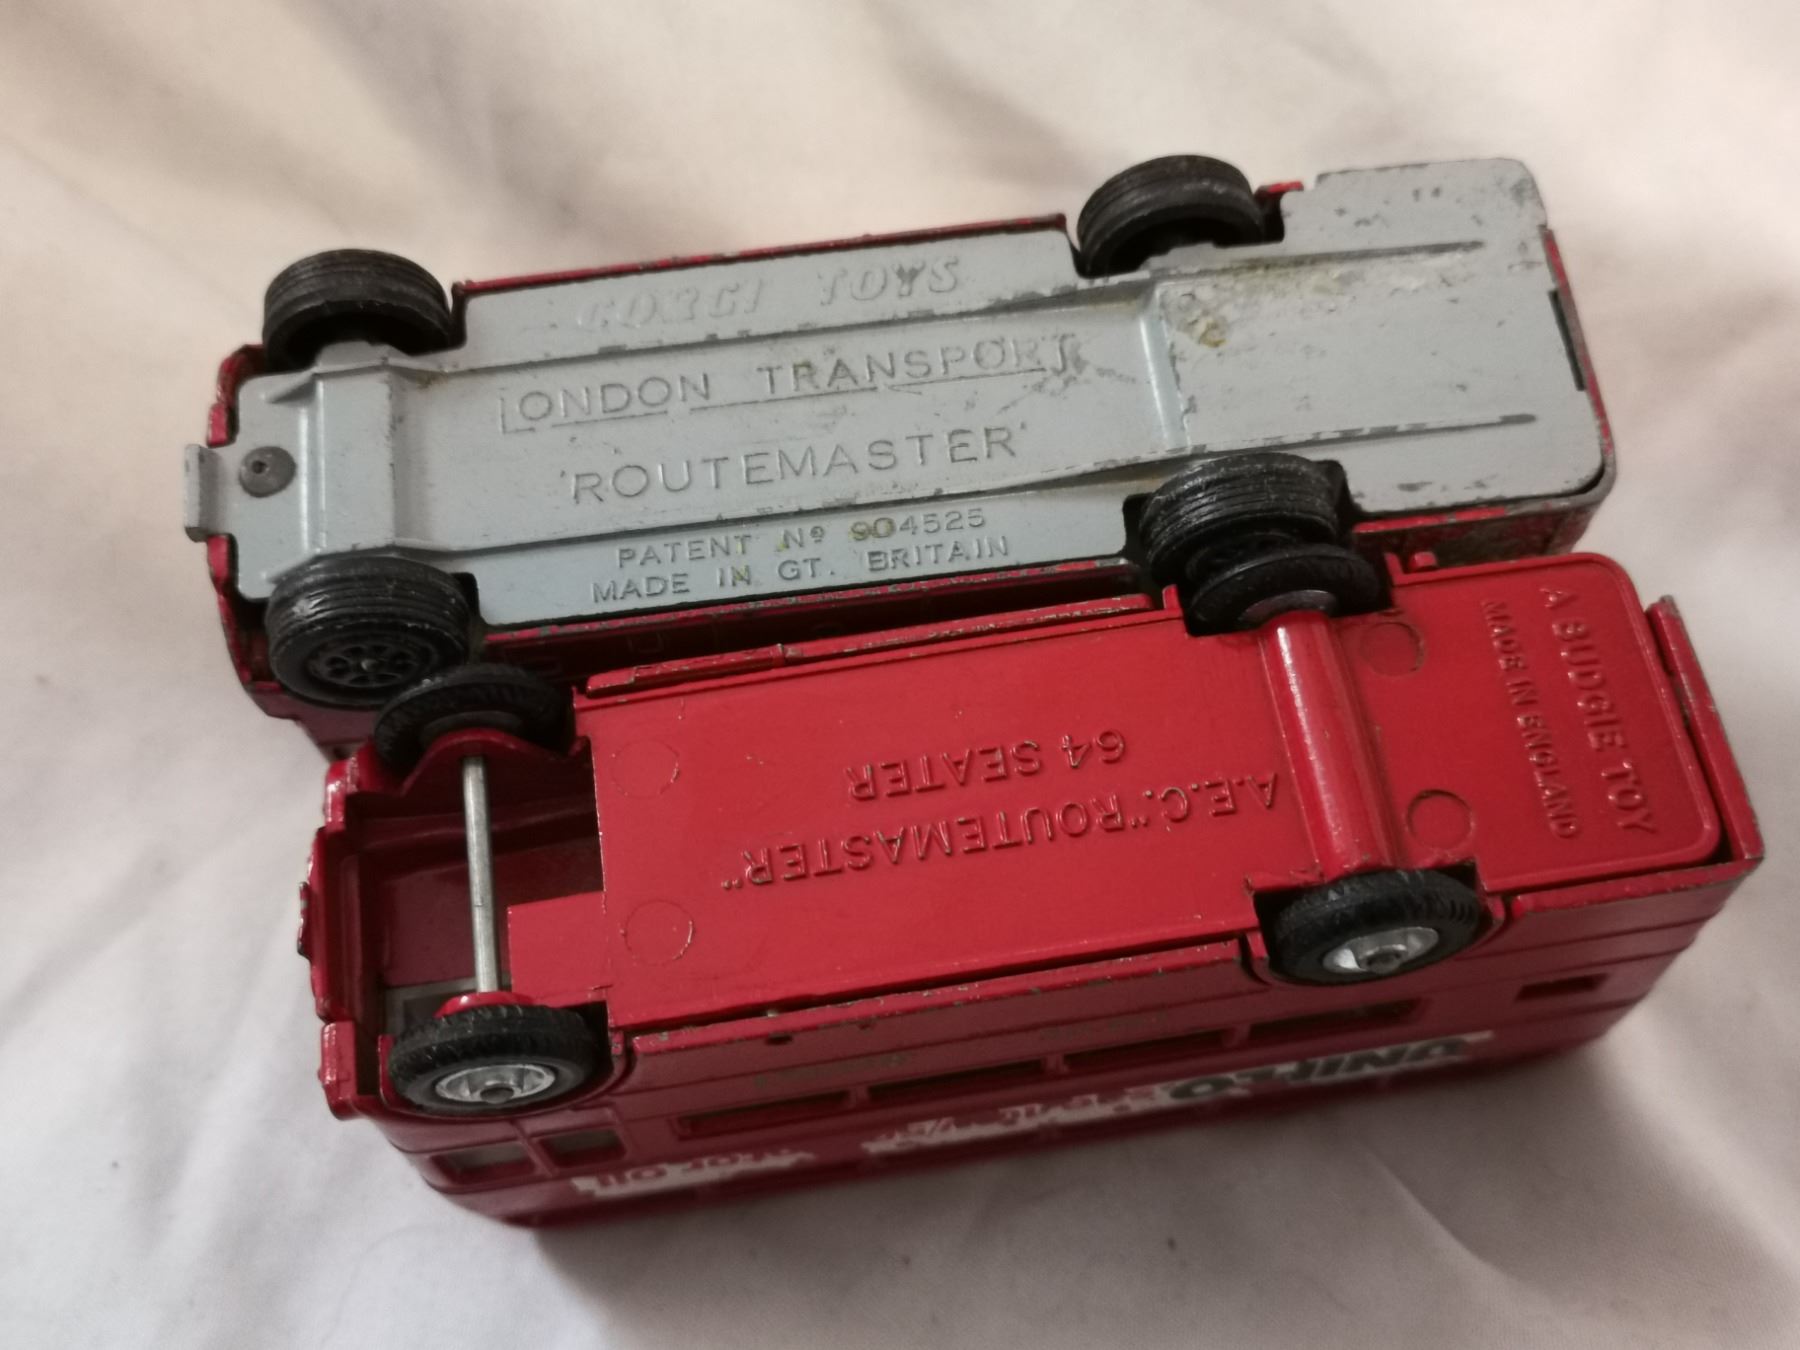 CORGI TOYS
LONDON TRANSPORT
'ROUTEMASTER'
PATENT Nº 904525
MADE IN GT. BRITAIN
A.E.C. "ROUTEMASTER"
64 SEATER
A BUDGIE TOY
MADE IN ENGLAND
UNIFLO